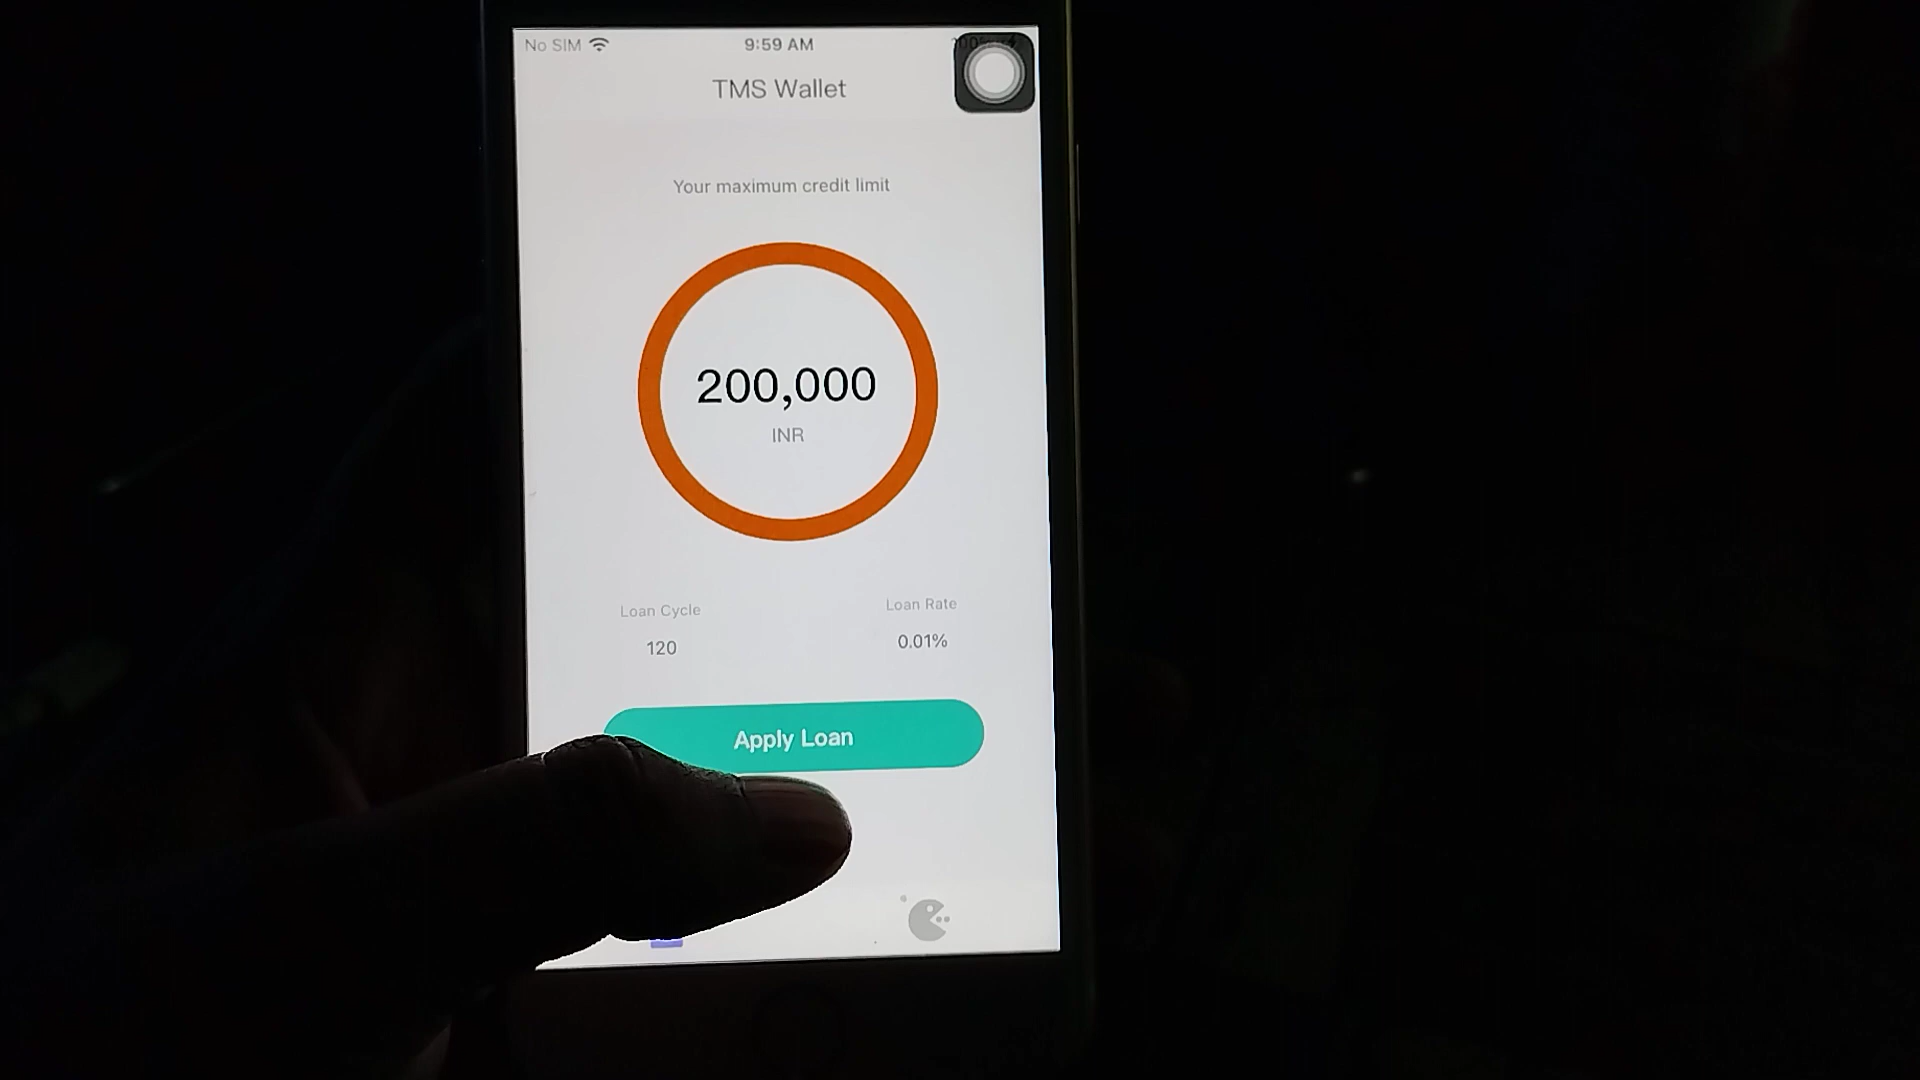 No SIM 9:59 AM
TMS Wallet
Your maximum credit limit
200,000
INR
Loan Cycle Loan Rate
120 0.01%
Apply Loan